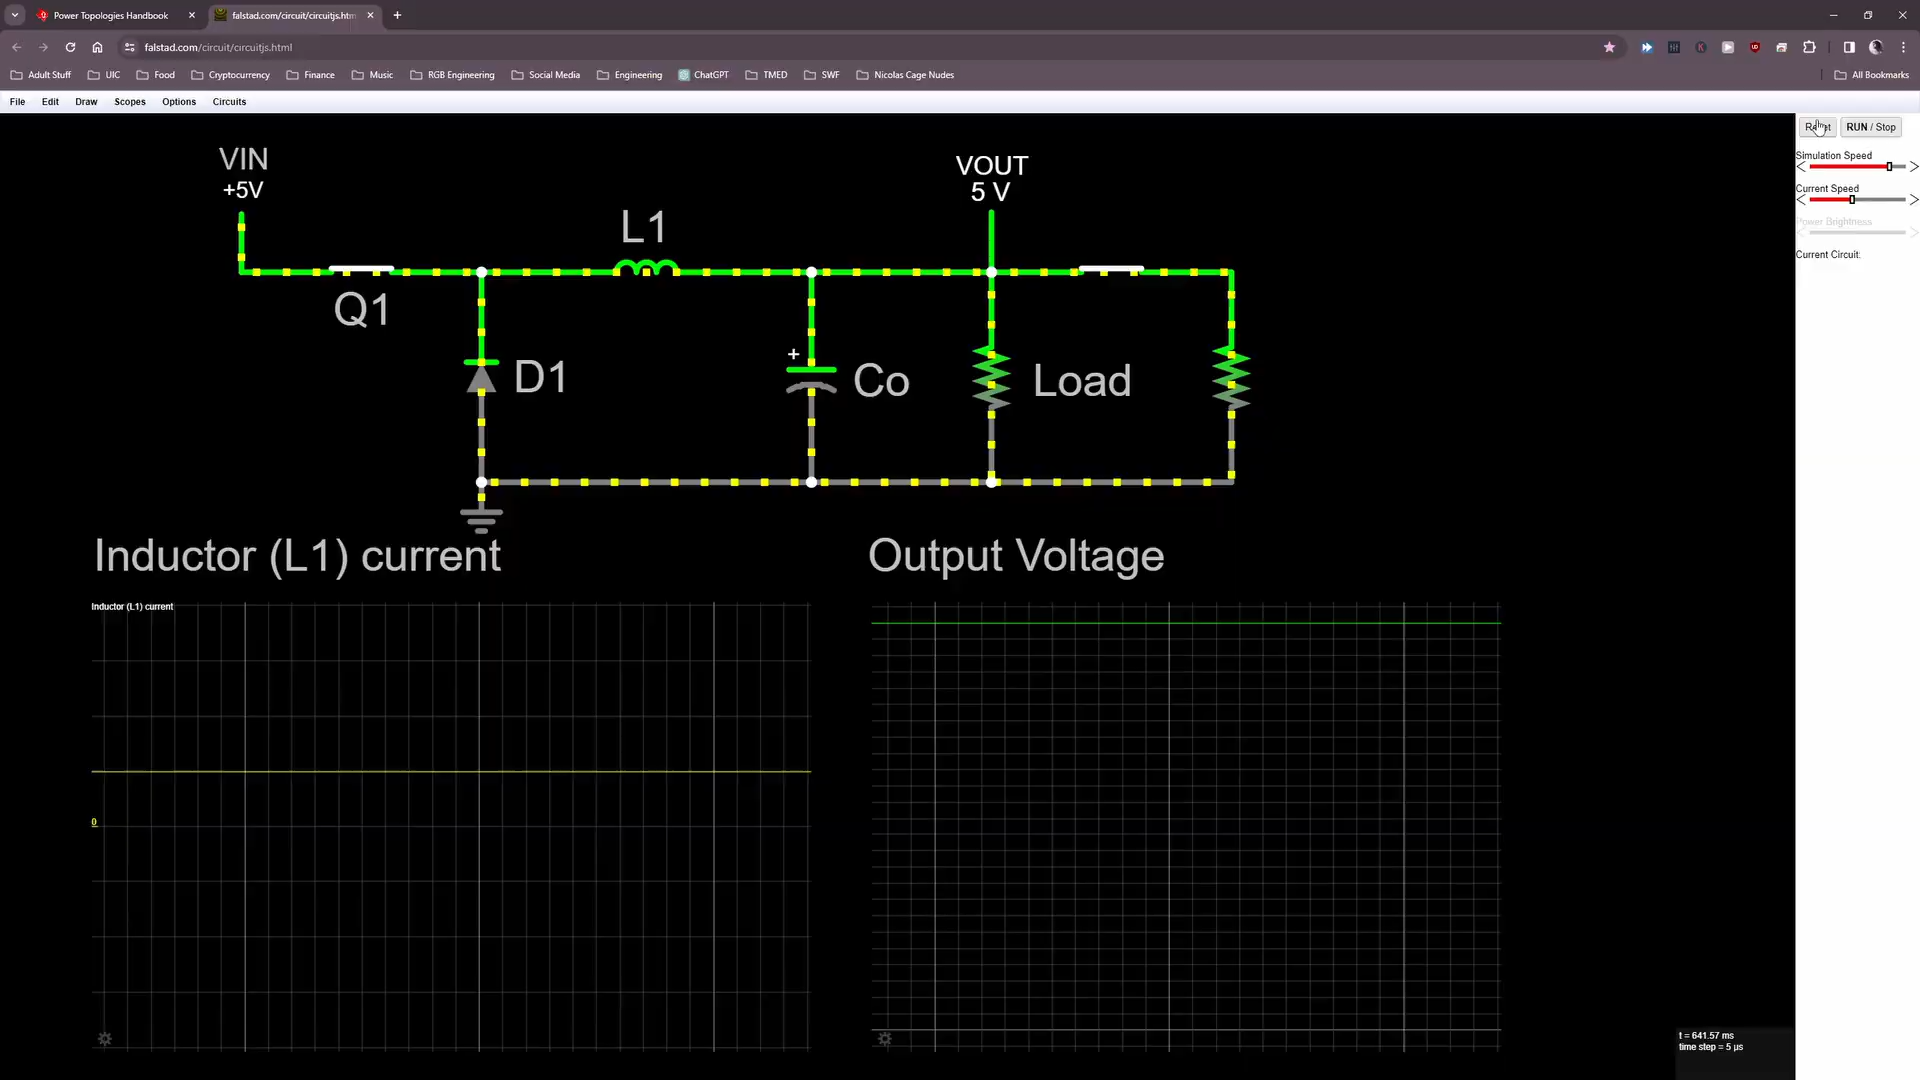 Power Topologies Handbook
falstad.com/circuit/circuitjs.htm
falstad.com/circuit/circuitjs.html
Adult Stuff UIC Food Cryptocurrency Finance Music RGB Engineering Social Media Engineering ChatGPT TMED SWF Nicolas Cage Nudes All Bookmarks
File Edit Draw Scopes Options Circuits
RUN / Stop
Simulation Speed
Current Speed
Power Brightness
Current Circuit:
VIN
+5V
VOUT
5 V
L1
Q1
D1
+
Co
Load
Inductor (L1) current
Output Voltage
Inductor (L1) current
0
t = 641.57 ms
time step = 5 μs